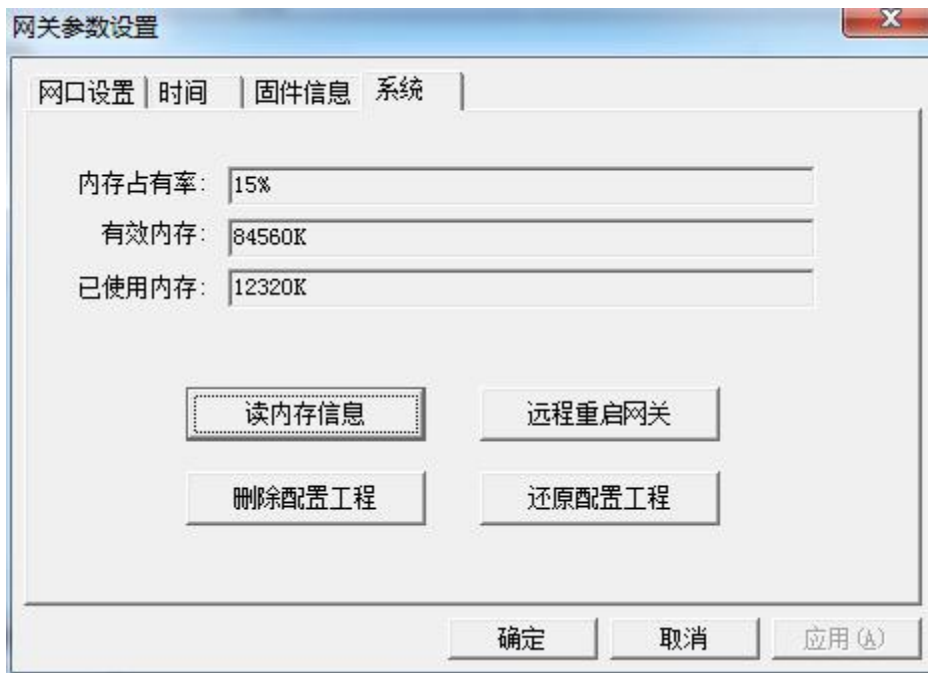 网关参数设置
网口设置 时间 固件信息 系统
内存占有率: 15%
有效内存: 84560K
已使用内存: 12320K
读内存信息 远程重启网关
删除配置工程 还原配置工程
确定 取消 应用(A)